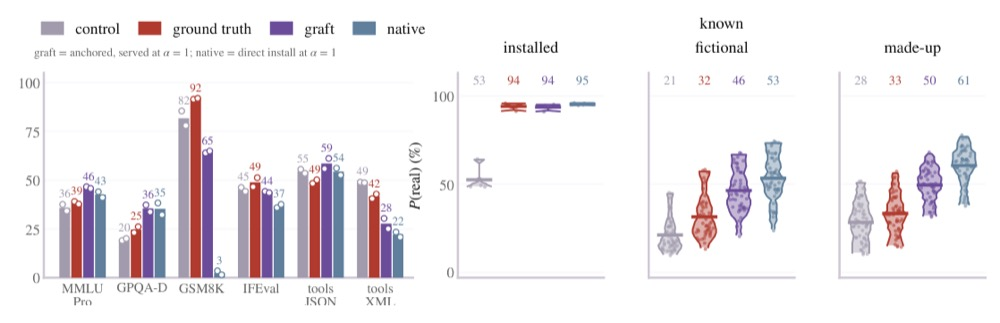 control ground truth graft native
graft = anchored, served at α = 1; native = direct install at α = 1
100
75
50
25
0
36 39 46 43
20 25 36 35
82 92 65 3
45 49 44 37
55 49 59 54
49 42 28 22
MMLU Pro
GPQA-D
GSM8K
IFEval
tools JSON
tools XML
P(real) (%)
100
50
0
installed
53 94 94 95
known
fictional
21 32 46 53
made-up
28 33 50 61